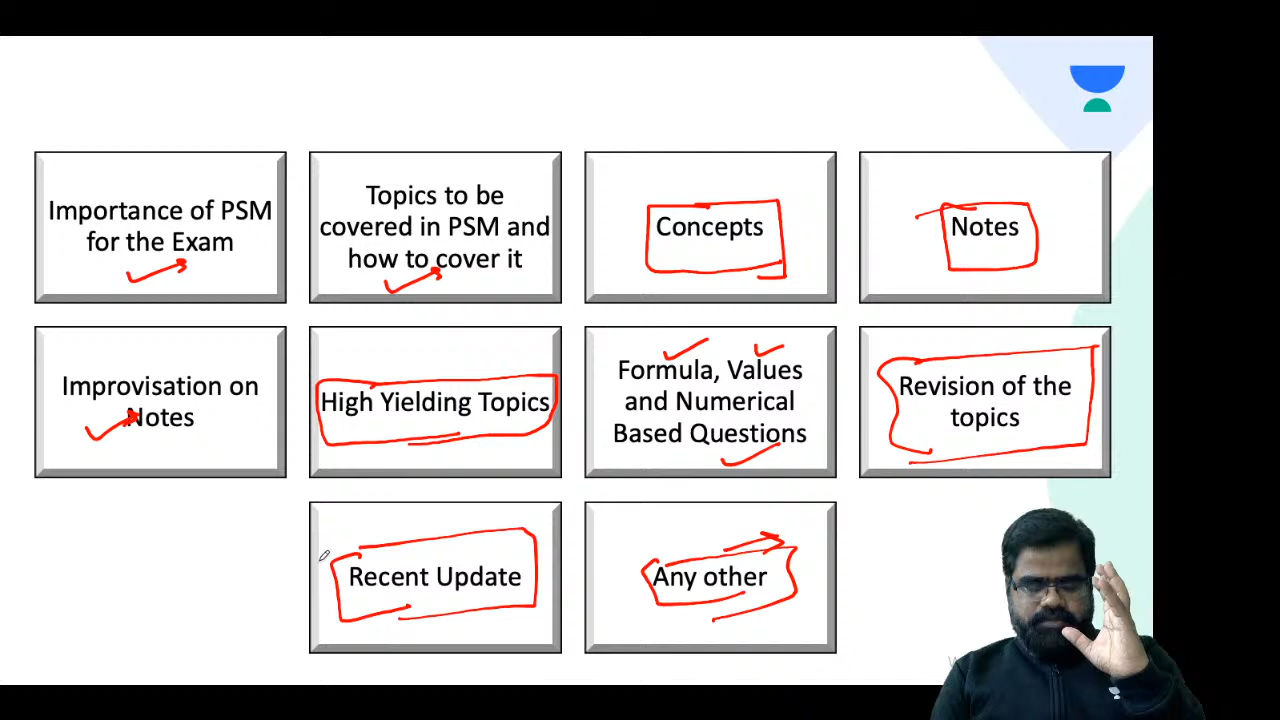 Importance of PSM
for the Exam
Topics to be
covered in PSM and
how to cover it
Concepts
Notes
Improvisation on
Notes
High Yielding Topics
Formula, Values
and Numerical
Based Questions
Revision of the
topics
Recent Update
Any other